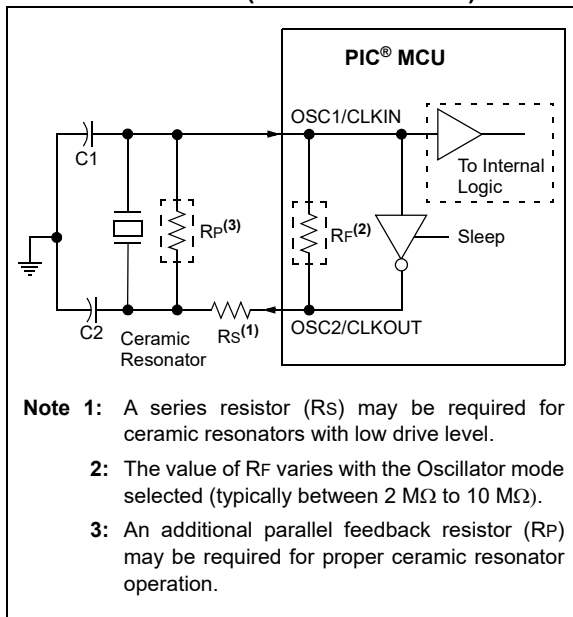 PIC® MCU
OSC1/CLKIN
C1
To Internal
Logic
RP(3)
RF(2)
Sleep
C2
Ceramic
Resonator
RS(1)
OSC2/CLKOUT
Note 1: A series resistor (RS) may be required for
ceramic resonators with low drive level.
2: The value of RF varies with the Oscillator mode
selected (typically between 2 MΩ to 10 MΩ).
3: An additional parallel feedback resistor (RP)
may be required for proper ceramic resonator
operation.